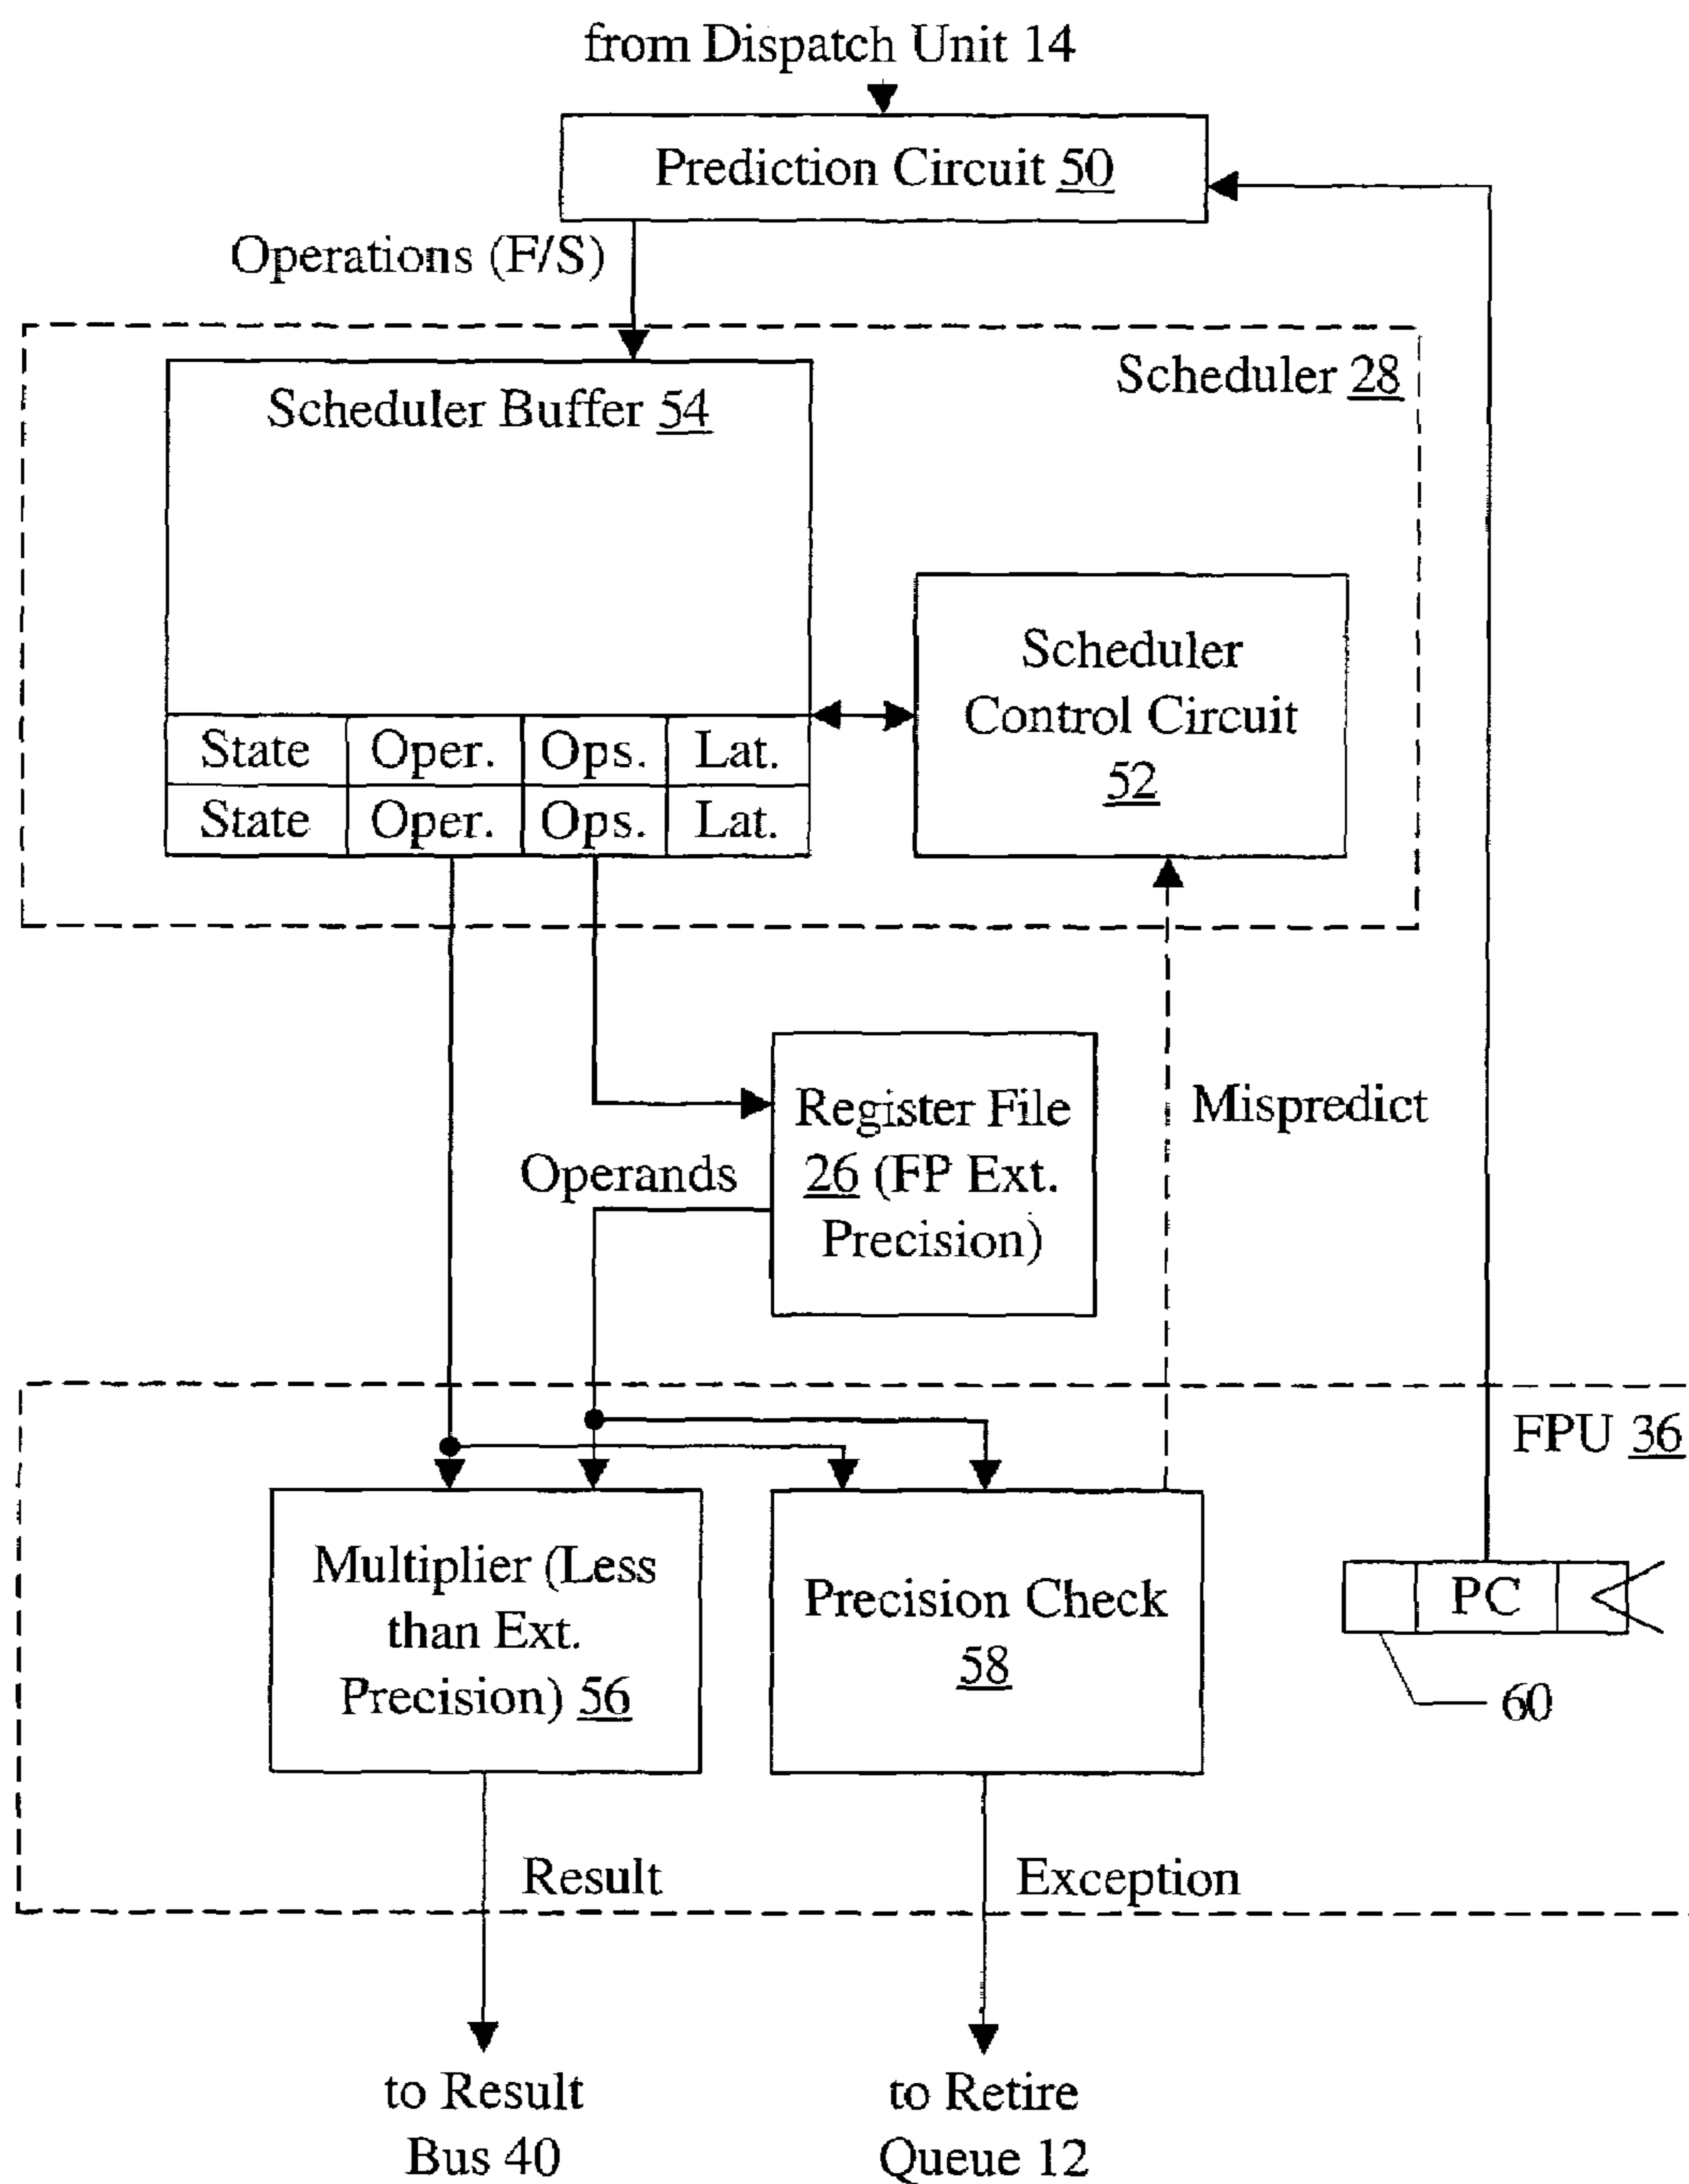 from Dispatch Unit 14
Prediction Circuit 50
Operations (F/S)
Scheduler 28
Scheduler Buffer 54
Scheduler
Control Circuit
52
State Oper. Ops. Lat.
State Oper. Ops. Lat.
Register File
26 (FP Ext.
Precision)
Mispredict
Operands
FPU 36
Multiplier (Less
than Ext.
Precision) 56
Precision Check
58
PC
60
Result
Exception
to Result
Bus 40
to Retire
Queue 12